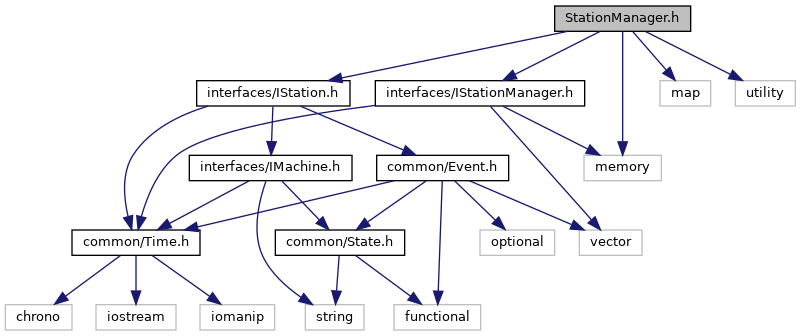 StationManager.h
interfaces/IStation.h
interfaces/IStationManager.h
map
utility
interfaces/IMachine.h
common/Event.h
memory
common/Time.h
common/State.h
optional
vector
chrono
iostream
iomanip
string
functional